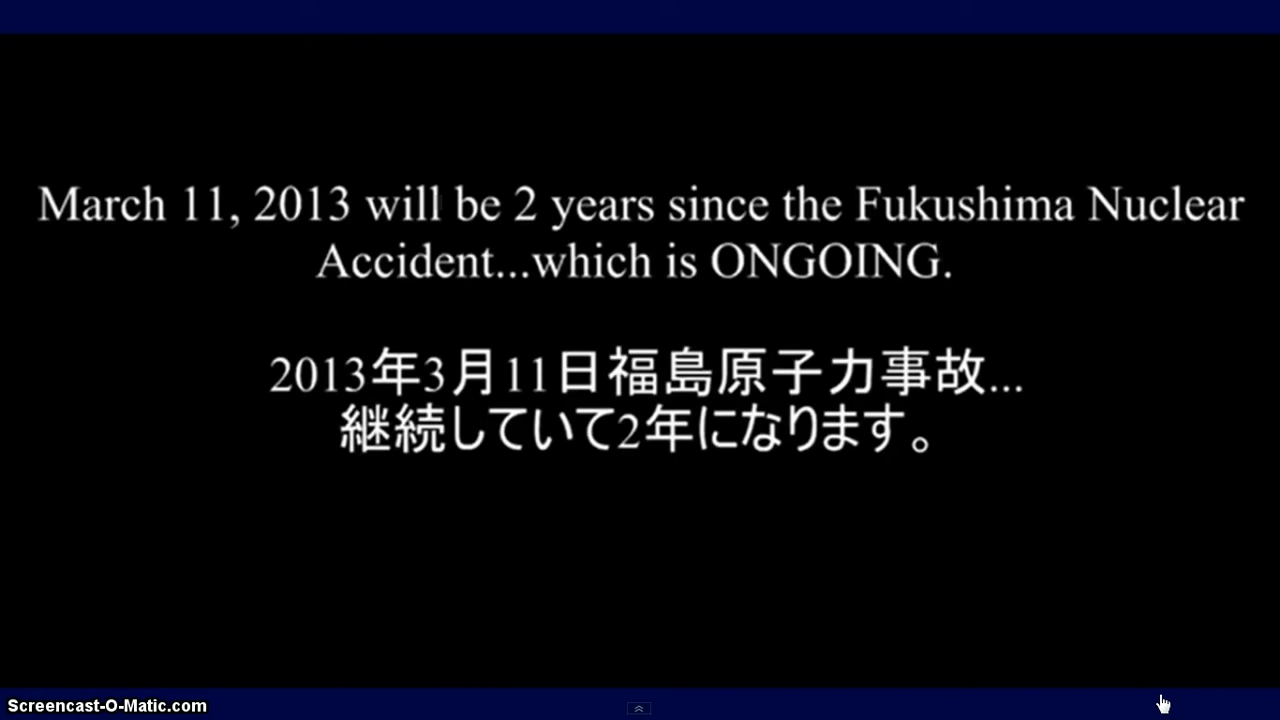 March 11, 2013 will be 2 years since the Fukushima Nuclear
Accident...which is ONGOING.
2013年3月11日福島原子力事故...
継続していて2年になります。
Screencast-O-Matic.com